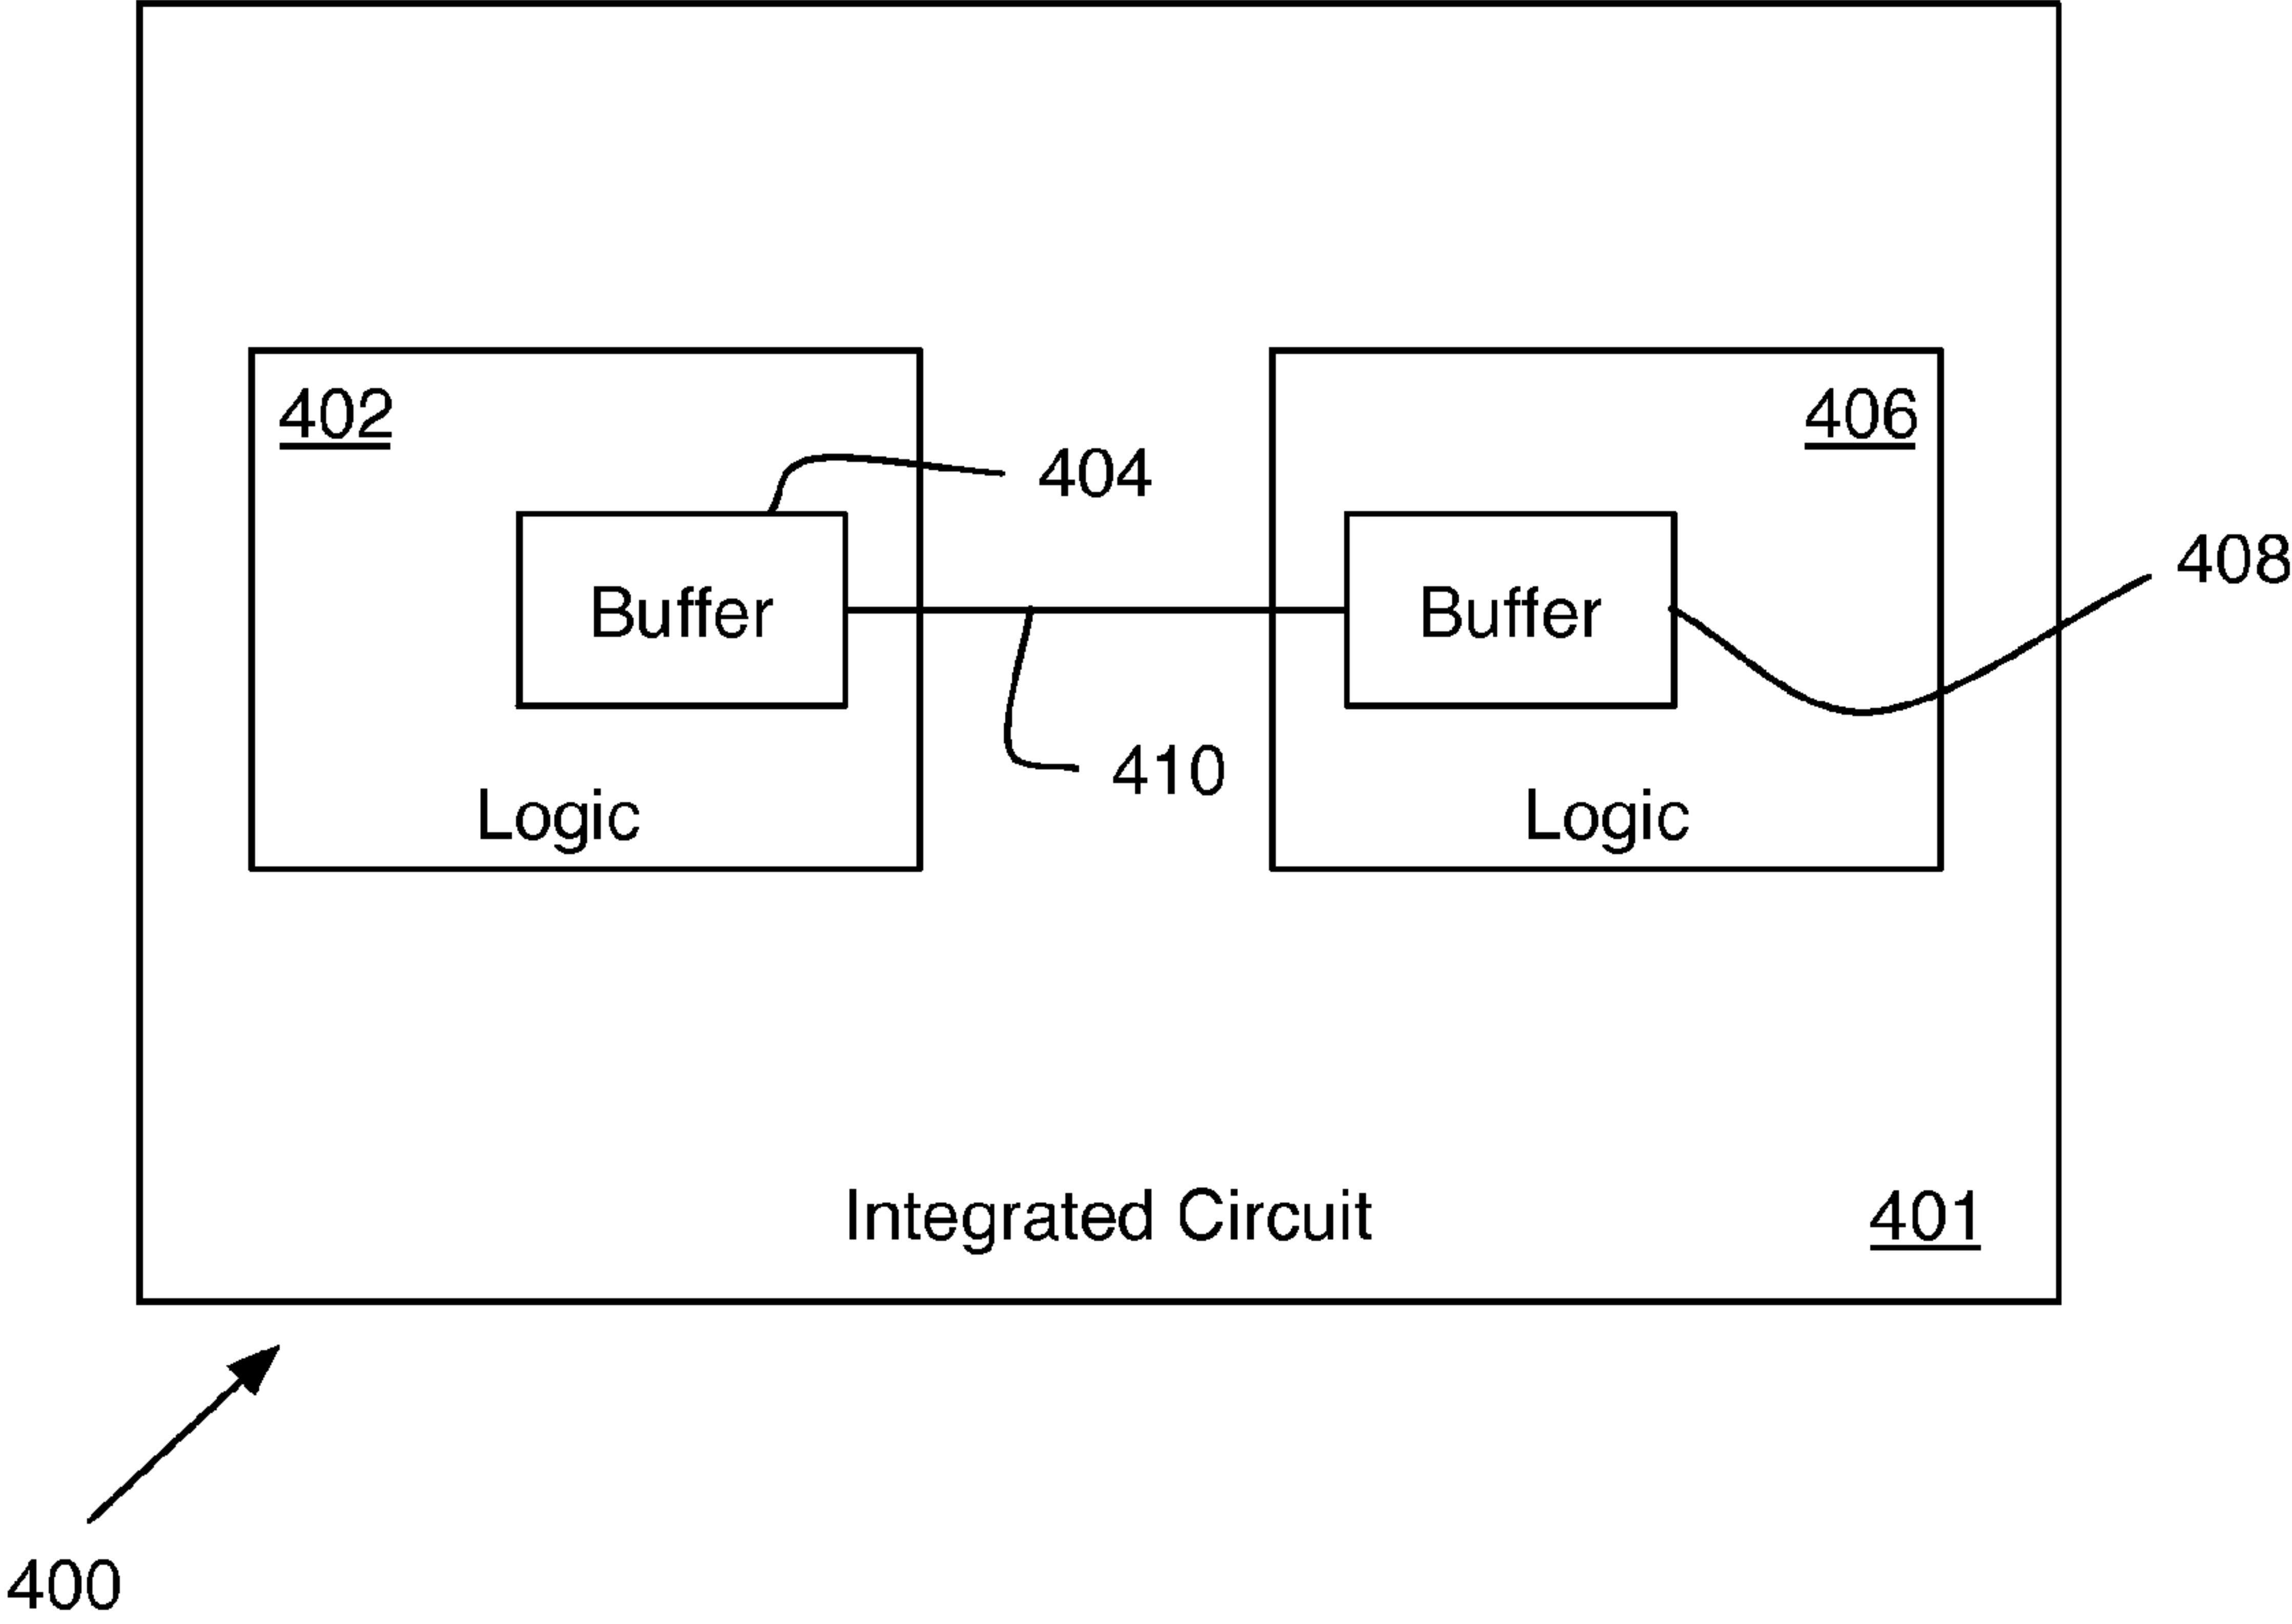 402
406
404
408
Buffer
Buffer
410
Logic
Logic
Integrated Circuit
401
400